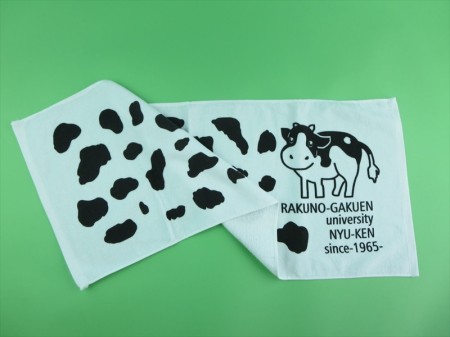 RAKUNO-GAKUEN
university
NYU-KEN
since-1965-